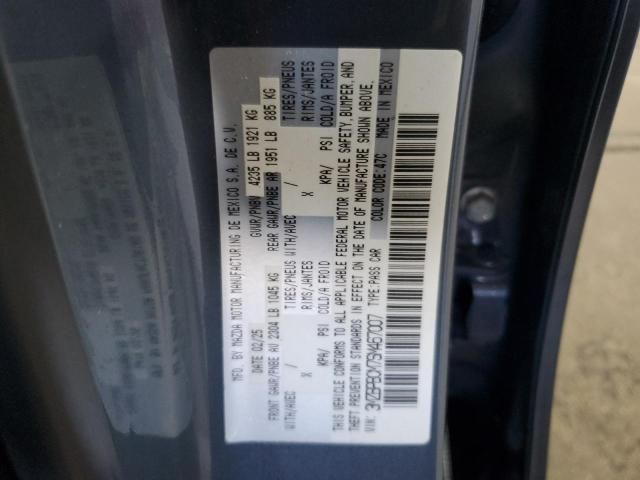 MFD. BY MAZDA MOTOR MANUFACTURING DE MEXICO S.A. DE C.V.
DATE 02/25 GVWR/PNBV 4235 LB 1921 KG
FRONT GAWR/PNBE AV 2304 LB 1045 KG REAR GAWR/PNBE AR 1951 LB 885 KG
WITH/AVEC / TIRES/PNEUS WITH/AVEC / TIRES/PNEUS
X RIMS/JANTES X RIMS/JANTES
KPA/ PSI COLD/A FROID KPA/ PSI COLD/A FROID
THIS VEHICLE CONFORMS TO ALL APPLICABLE FEDERAL MOTOR VEHICLE SAFETY, BUMPER, AND
THEFT PREVENTION STANDARDS IN EFFECT ON THE DATE OF MANUFACTURE SHOWN ABOVE.
VIN: TYPE:PASS CAR COLOR CODE:47C MADE IN MEXICO